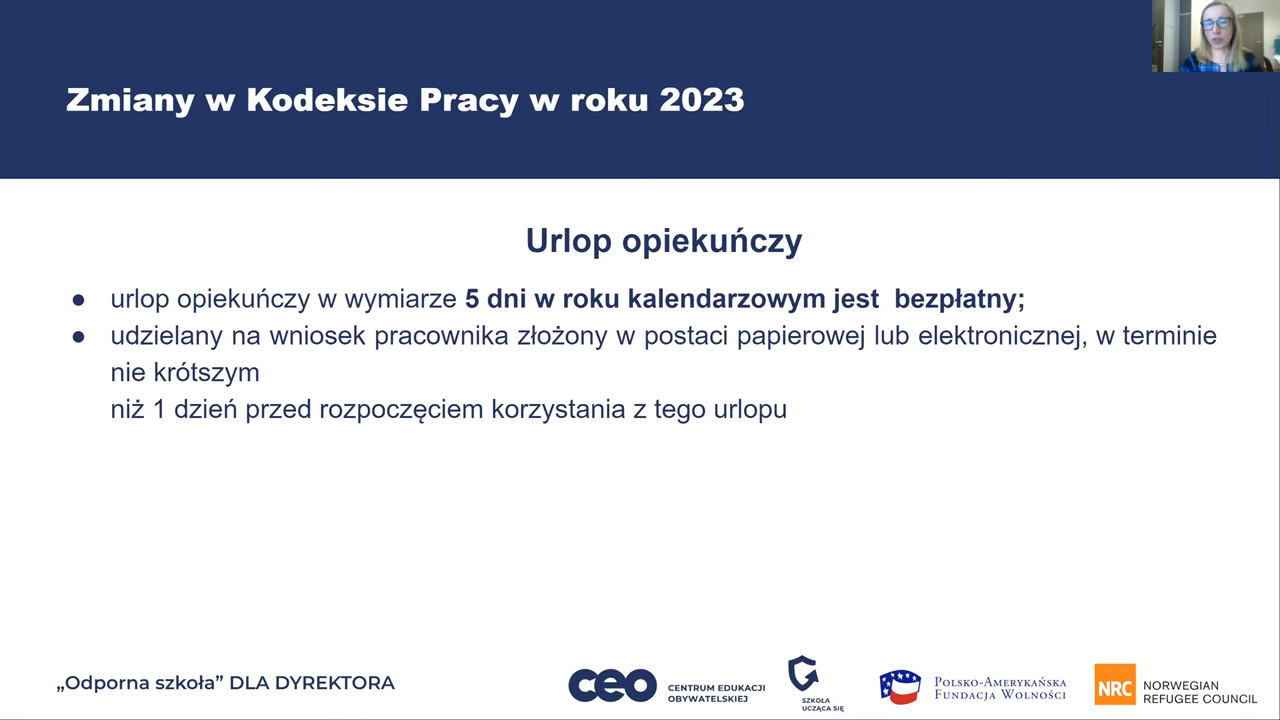 Zmiany w Kodeksie Pracy w roku 2023
Urlop opiekuńczy
● urlop opiekuńczy w wymiarze 5 dni w roku kalendarzowym jest  bezpłatny;
● udzielany na wniosek pracownika złożony w postaci papierowej lub elektronicznej, w terminie
nie krótszym
niż 1 dzień przed rozpoczęciem korzystania z tego urlopu
„Odporna szkoła” DLA DYREKTORA
ceo
CENTRUM EDUKACJI
OBYWATELSKIEJ
SZKOŁA
UCZĄCA SIĘ
POLSKO-AMERYKAŃSKA
FUNDACJA WOLNOŚCI
NRC
NORWEGIAN
REFUGEE COUNCIL